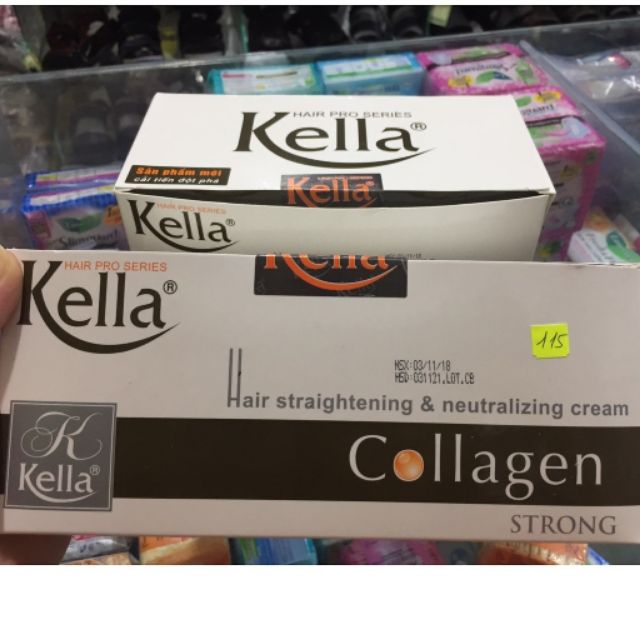 HAIR PRO SERIES
Kella®
Sản phẩm mới
cải tiến đột phá
Kella
HAIR PRO SERIES
Kella®
HAIR PRO SERIES
Kella®
Kella
115
NSX:03/11/18
HSD:031121.LOT.CB
Hair straightening & neutralizing cream
K
Kella®
Collagen
STRONG